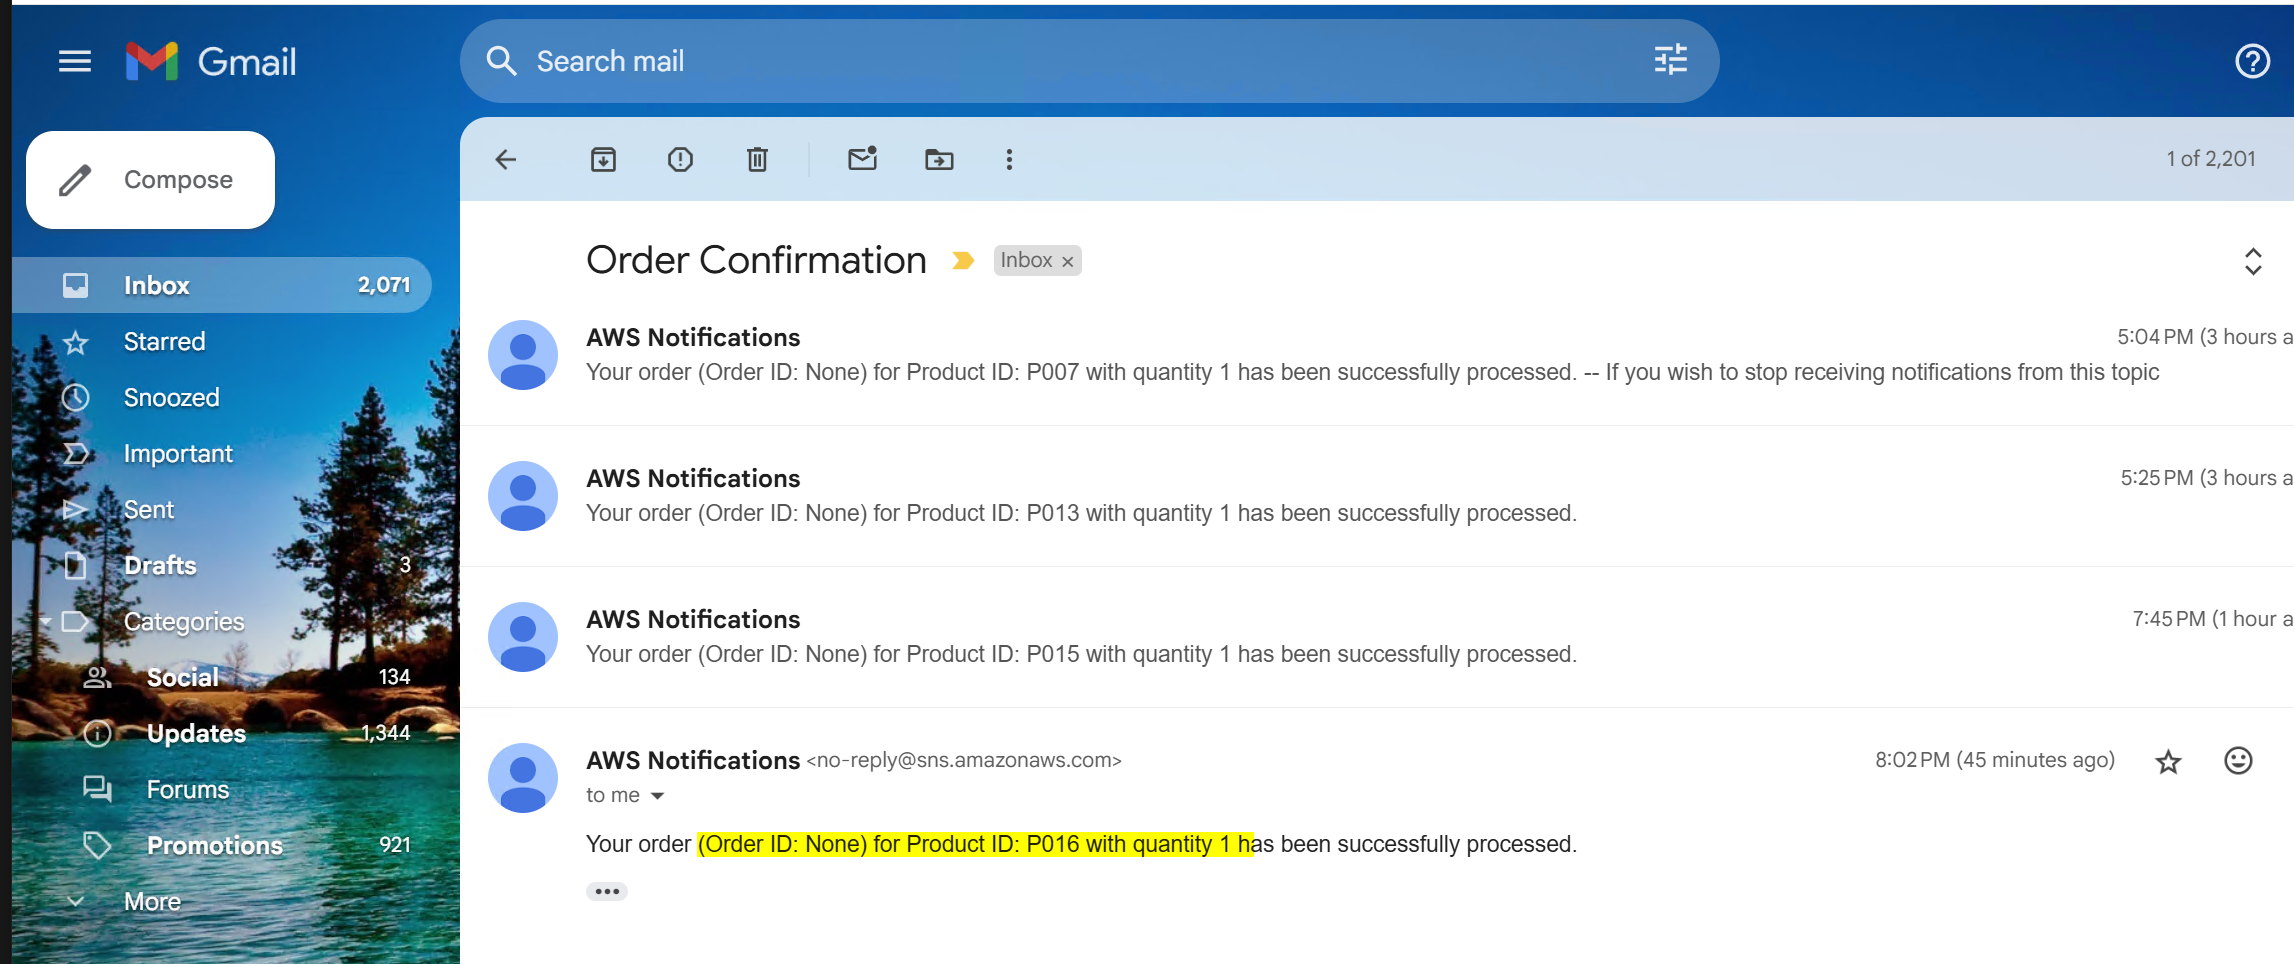 Gmail
Search mail
Compose
1 of 2,201
Inbox 2,071
Starred
Snoozed
Important
Sent
Drafts 3
Categories
Social 134
Updates 1,344
Forums
Promotions 921
More
Order Confirmation Inbox ×
AWS Notifications 5:04 PM (3 hours a
Your order (Order ID: None) for Product ID: P007 with quantity 1 has been successfully processed. -- If you wish to stop receiving notifications from this topic
AWS Notifications 5:25 PM (3 hours a
Your order (Order ID: None) for Product ID: P013 with quantity 1 has been successfully processed.
AWS Notifications 7:45 PM (1 hour a
Your order (Order ID: None) for Product ID: P015 with quantity 1 has been successfully processed.
AWS Notifications <no-reply@sns.amazonaws.com> 8:02 PM (45 minutes ago)
to me
Your order (Order ID: None) for Product ID: P016 with quantity 1 has been successfully processed.